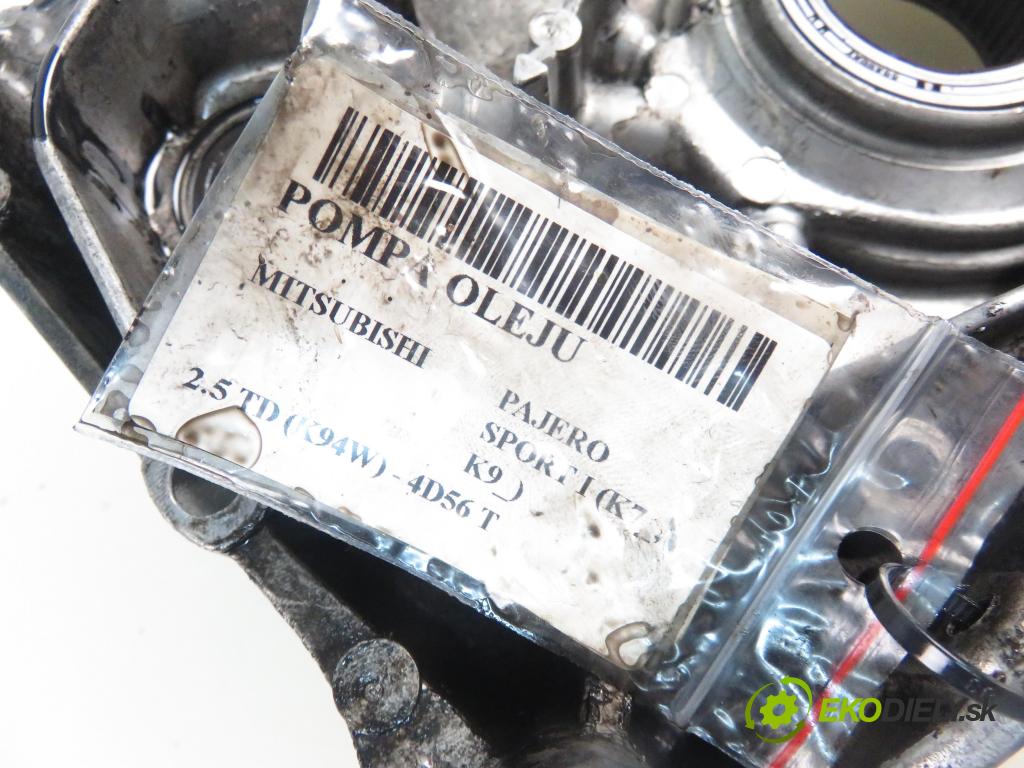 POMPA OLEJU
MITSUBISHI
PAJERO
SPORT I (K7_,
K9_)
2.5 TD (K94W) - 4D56 T
EKODIELY.sk